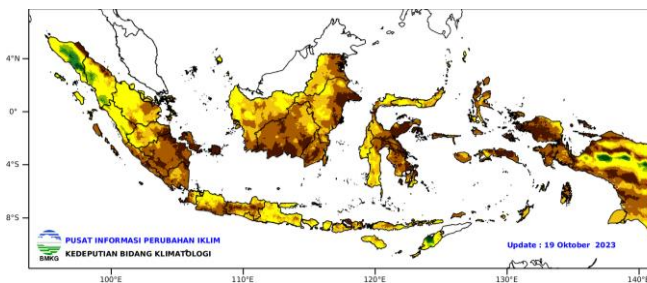 4°N
0°
4°S
8°S
PUSAT INFORMASI PERUBAHAN IKLIM
KEDEPUTIAN BIDANG KLIMATOLOGI
BMKG
Update : 19 Oktober 2023
100°E
110°E
120°E
130°E
140°E